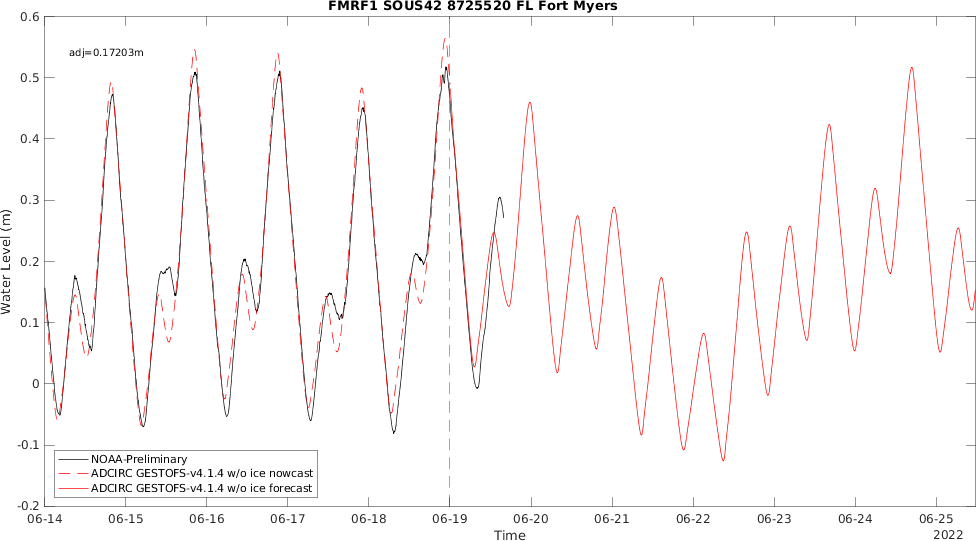 FMRF1 SOUS42 8725520 FL Fort Myers
0.6
adj=0.17203m
0.5
0.4
0.3
0.2
0.1
0
-0.1
-0.2
Water Level (m)
NOAA-Preliminary
ADCIRC GESTOFS-v4.1.4 w/o ice nowcast
ADCIRC GESTOFS-v4.1.4 w/o ice forecast
06-14 06-15 06-16 06-17 06-18 06-19 06-20 06-21 06-22 06-23 06-24 06-25
Time
2022